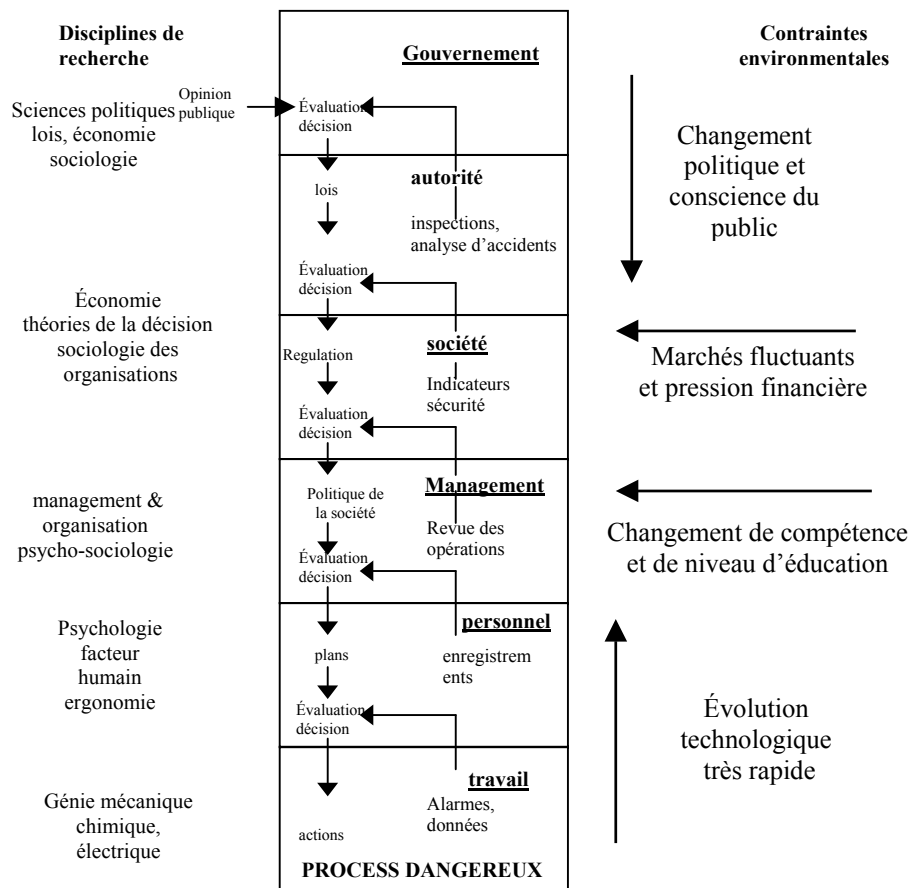 Disciplines de
recherche
Gouvernement
Contraintes
environmentales
Sciences politiques
lois, économie
sociologie
Opinion
publique
Évaluation
décision
Changement
politique et
conscience du
public
autorité
lois
inspections,
analyse d’accidents
Évaluation
décision
Économie
théories de la décision
sociologie des
organisations
société
Regulation
Indicateurs
sécurité
Marchés fluctuants
et pression financière
Évaluation
décision
management &
organisation
psycho-sociologie
Management
Politique de
la société
Revue des
opérations
Changement de compétence
et de niveau d’éducation
Évaluation
décision
Psychologie
facteur
humain
ergonomie
personnel
plans
enregistrem
ents
Évaluation
décision
Évolution
technologique
très rapide
Génie mécanique
chimique,
électrique
travail
Alarmes,
données
actions
PROCESS DANGEREUX